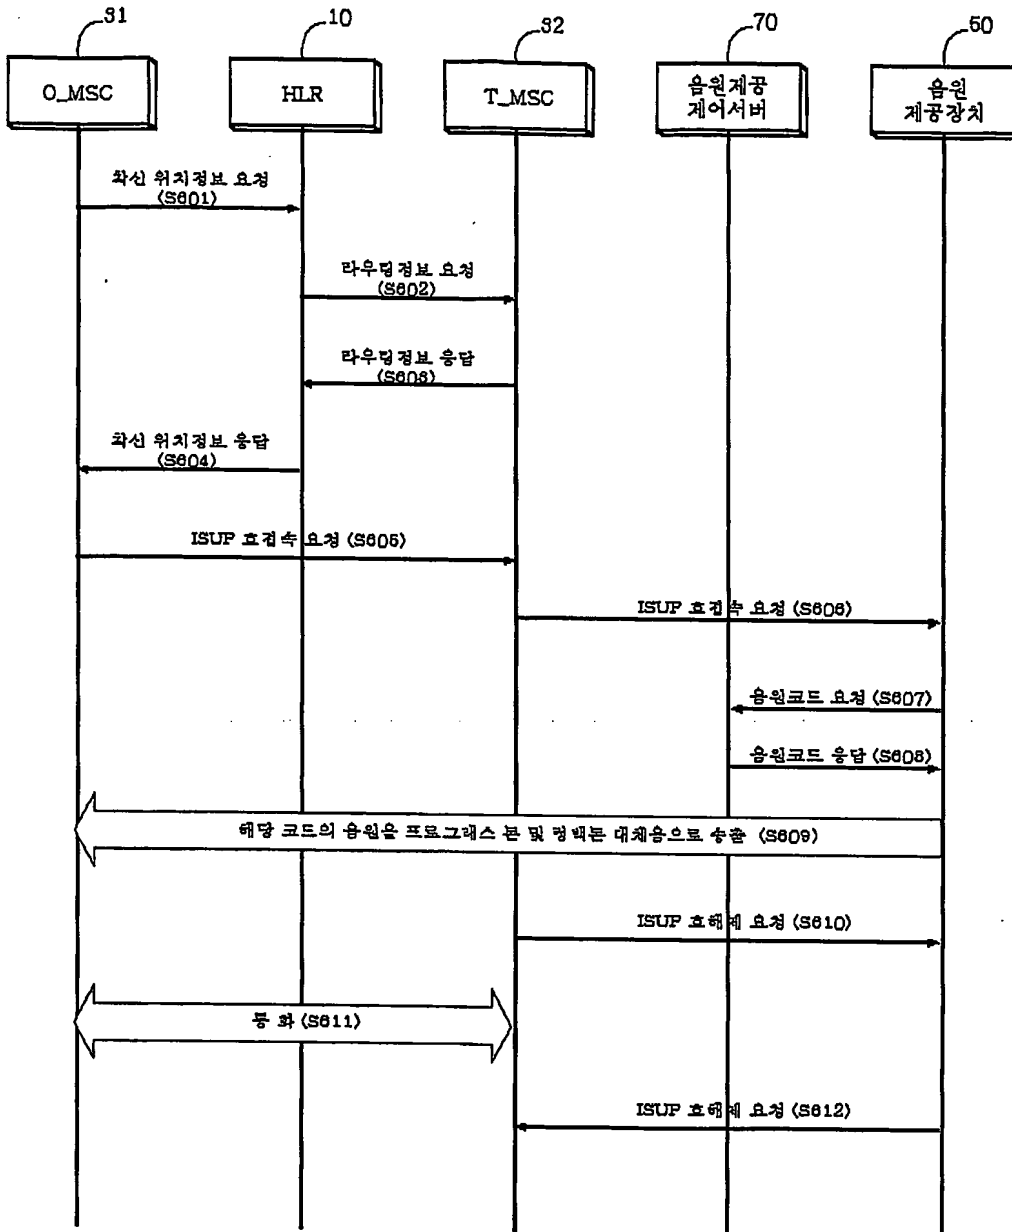 31
10
32
70
50
O_MSC
HLR
T_MSC
음원제공
제어서버
음원
제공장치
착신 위치정보 요청
(S601)
라우팅정보 요청
(S602)
라우팅정보 응답
(S603)
착신 위치정보 응답
(S604)
ISUP 호접속 요청 (S605)
ISUP 호접속 요청 (S606)
음원코드 요청 (S607)
음원코드 응답 (S608)
해당 코드의 음원을 프로그래스 톤 및 링백톤 대체음으로 송출 (S609)
ISUP 호해제 요청 (S610)
통 화 (S611)
ISUP 호해제 요청 (S612)